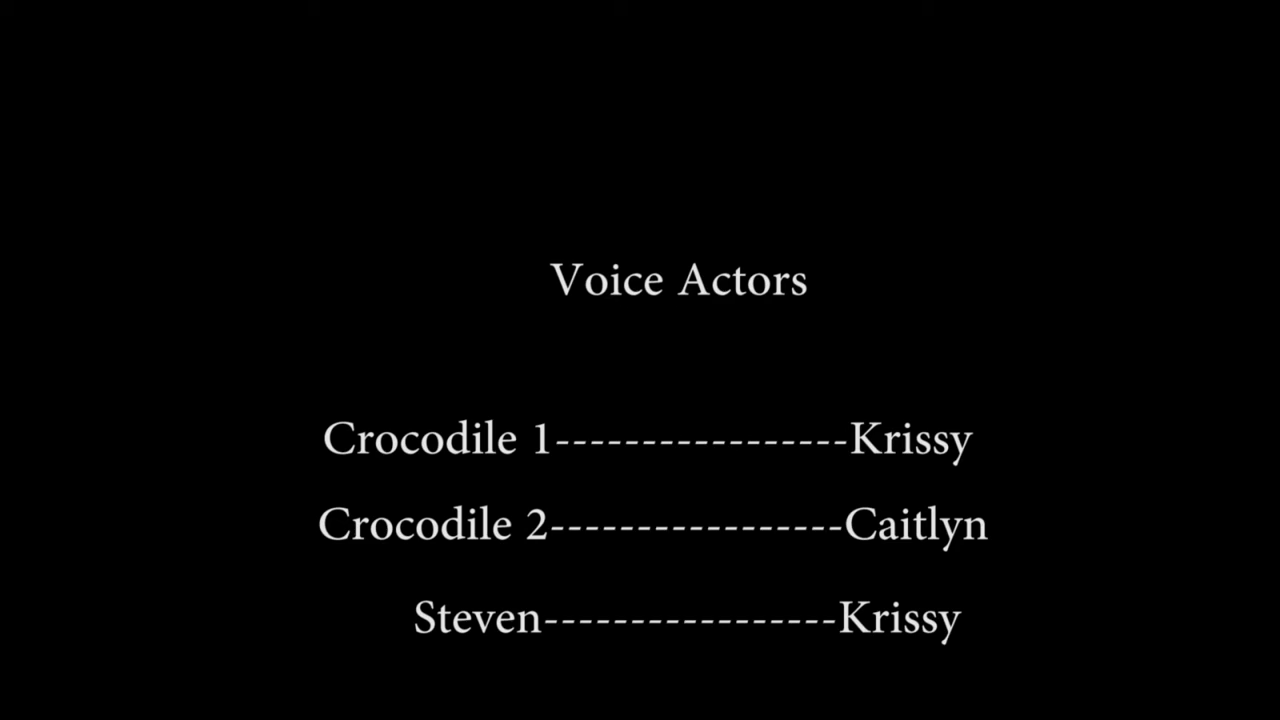 Voice Actors
Crocodile 1-----------------Krissy
Crocodile 2-----------------Caitlyn
Steven-----------------Krissy